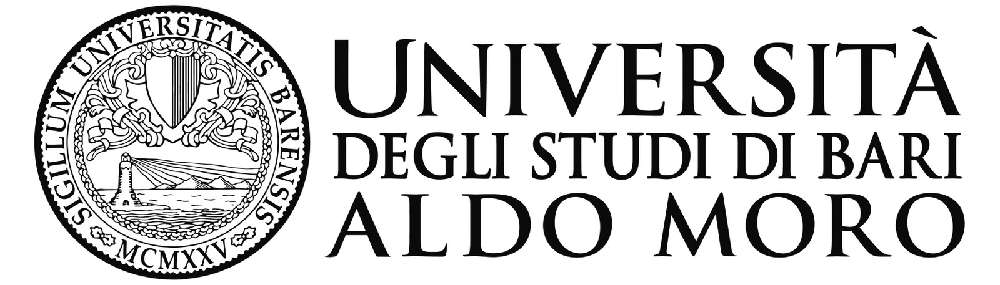 SIGILLUM UNIVERSITATIS BARENSIS
MCMXXV
UNIVERSITÀ
DEGLI STUDI DI BARI
ALDO MORO